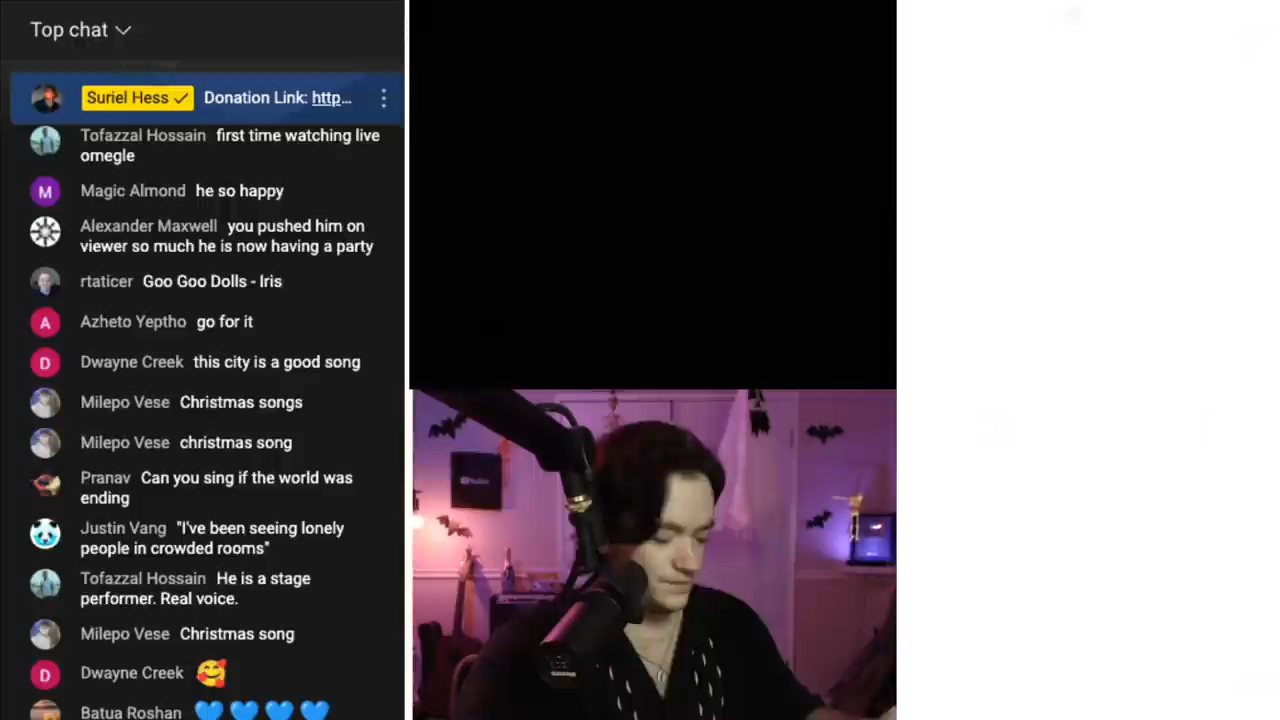 Top chat
Suriel Hess Donation Link: http...
Tofazzal Hossain first time watching live
omegle
M
Magic Almond he so happy
Alexander Maxwell you pushed him on
viewer so much he is now having a party
rtaticer Goo Goo Dolls - Iris
A
Azheto Yeptho go for it
D
Dwayne Creek this city is a good song
Milepo Vese Christmas songs
Milepo Vese christmas song
Pranav Can you sing if the world was
ending
Justin Vang "I've been seeing lonely
people in crowded rooms"
Tofazzal Hossain He is a stage
performer. Real voice.
Milepo Vese Christmas song
D
Dwayne Creek 🥰
Batua Roshan 💙💙💙💙